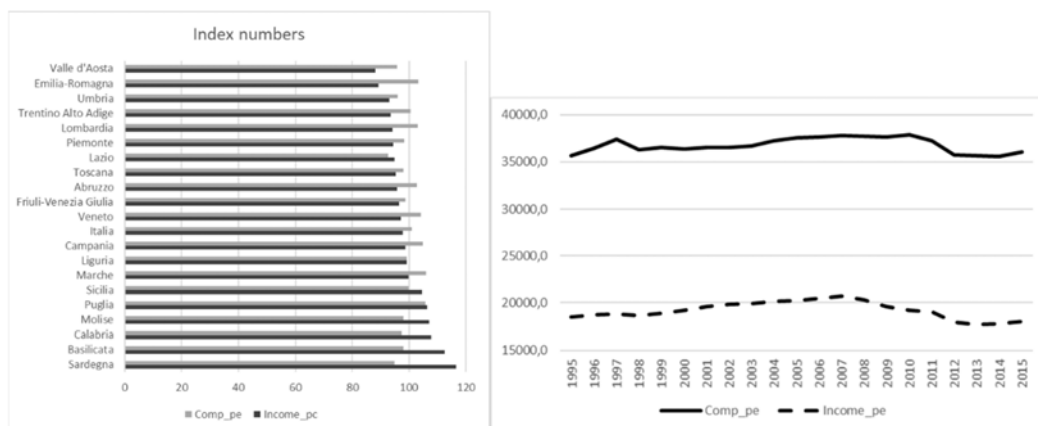 Index numbers
Valle d'Aosta
Emilia-Romagna
Umbria
Trentino Alto Adige
Lombardia
Piemonte
Lazio
Toscana
Abruzzo
Friuli-Venezia Giulia
Veneto
Italia
Campania
Liguria
Marche
Sicilia
Puglia
Molise
Calabria
Basilicata
Sardegna
0 20 40 60 80 100 120
Comp_pe Income_pc
40000,0
35000,0
30000,0
25000,0
20000,0
15000,0
1995 1996 1997 1998 1999 2000 2001 2002 2003 2004 2005 2006 2007 2008 2009 2010 2011 2012 2013 2014 2015
Comp_pe Income_pe